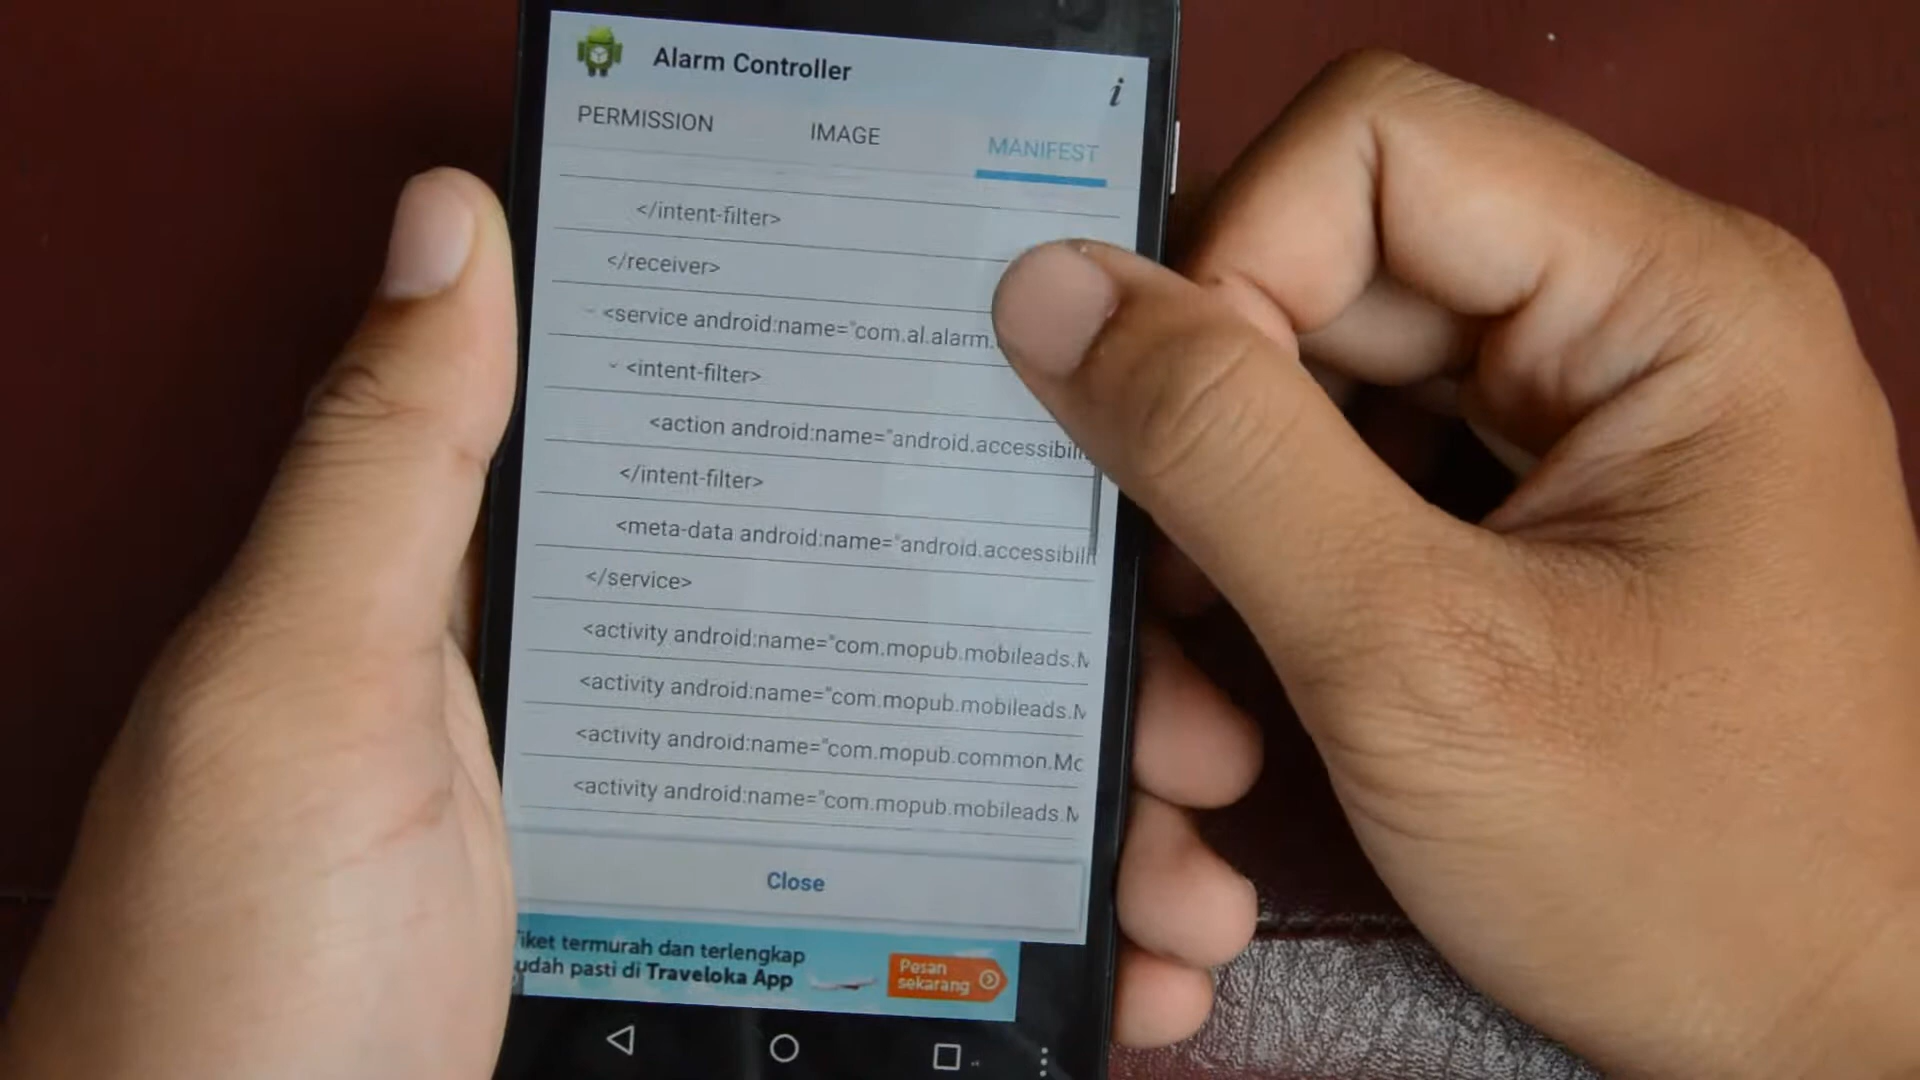 Alarm Controller
i
PERMISSION
IMAGE
MANIFEST
</intent-filter>
</receiver>
<service android:name="com.al.alarm.
<intent-filter>
<action android:name="android.accessibili
</intent-filter>
<meta-data android:name="android.accessibili
</service>
<activity android:name="com.mopub.mobileads.M
<activity android:name="com.mopub.mobileads.M
<activity android:name="com.mopub.common.Mo
<activity android:name="com.mopub.mobileads.M
Close
iket termurah dan terlengkap
udah pasti di Traveloka App
Pesan
sekarang